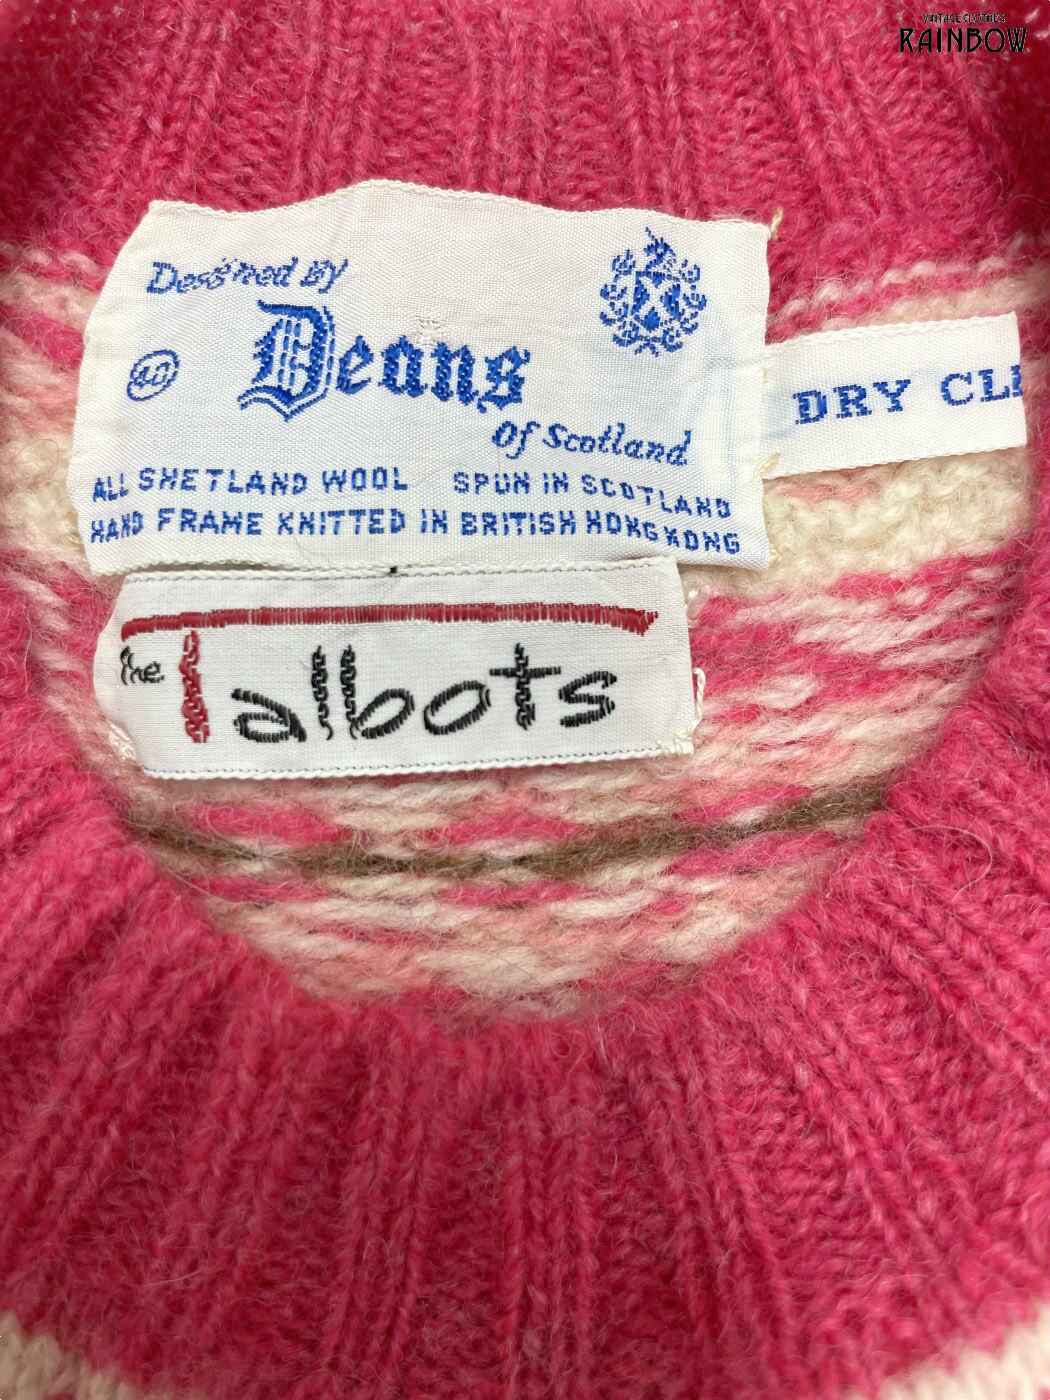 VINTAGE CLOTHES
RAINBOW
Designed By
40
Deans
Of Scotland
ALL SHETLAND WOOL SPUN IN SCOTLAND
HAND FRAME KNITTED IN BRITISH HONG KONG
DRY CLE
The Talbots